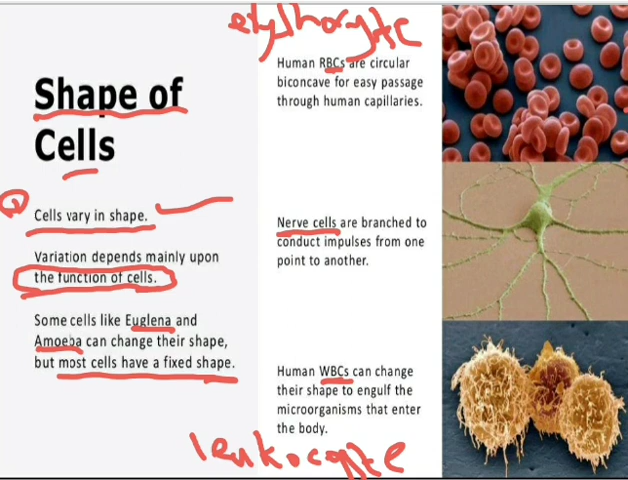 Shape of
Cells
Cells vary in shape.
Variation depends mainly upon
the function of cells.
Some cells like Euglena and
Amoeba can change their shape,
but most cells have a fixed shape.
erythrocyte
Human RBCs are circular
biconcave for easy passage
through human capillaries.
Nerve cells are branched to
conduct impulses from one
point to another.
Human WBCs can change
their shape to engulf the
microorganisms that enter
the body.
leukocyte